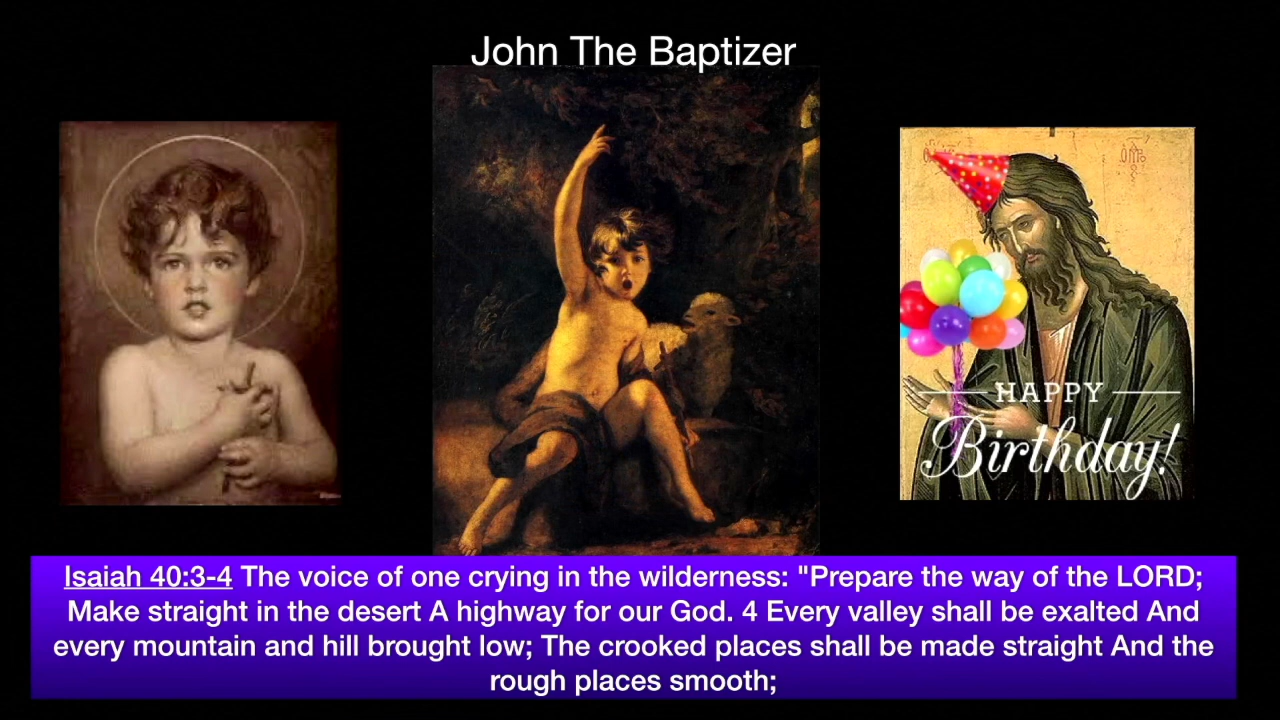 John The Baptizer
HAPPY
Birthday!
Isaiah 40:3-4 The voice of one crying in the wilderness: "Prepare the way of the LORD;
Make straight in the desert A highway for our God. 4 Every valley shall be exalted And
every mountain and hill brought low; The crooked places shall be made straight And the
rough places smooth;